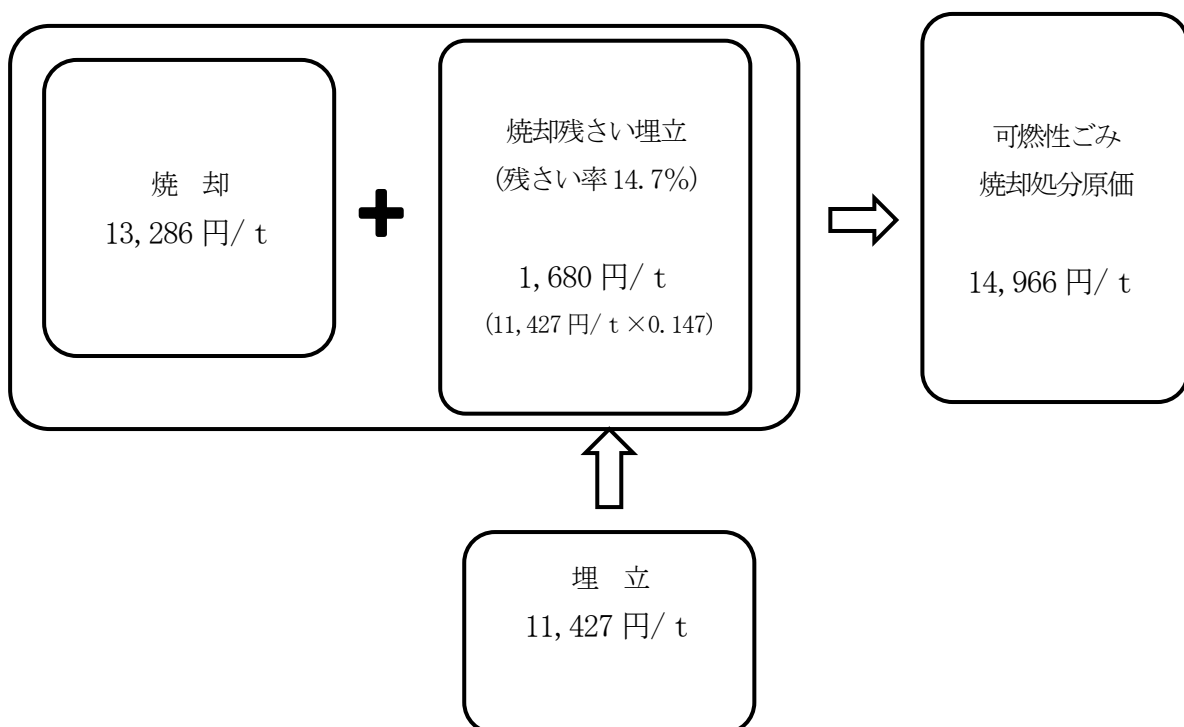 焼　却
13,286 円/ｔ
焼却残さい埋立
(残さい率 14.7%)
1,680 円/ｔ
(11,427 円/ｔ×0.147)
可燃性ごみ
焼却処分原価
14,966 円/ｔ
埋　立
11,427 円/ｔ